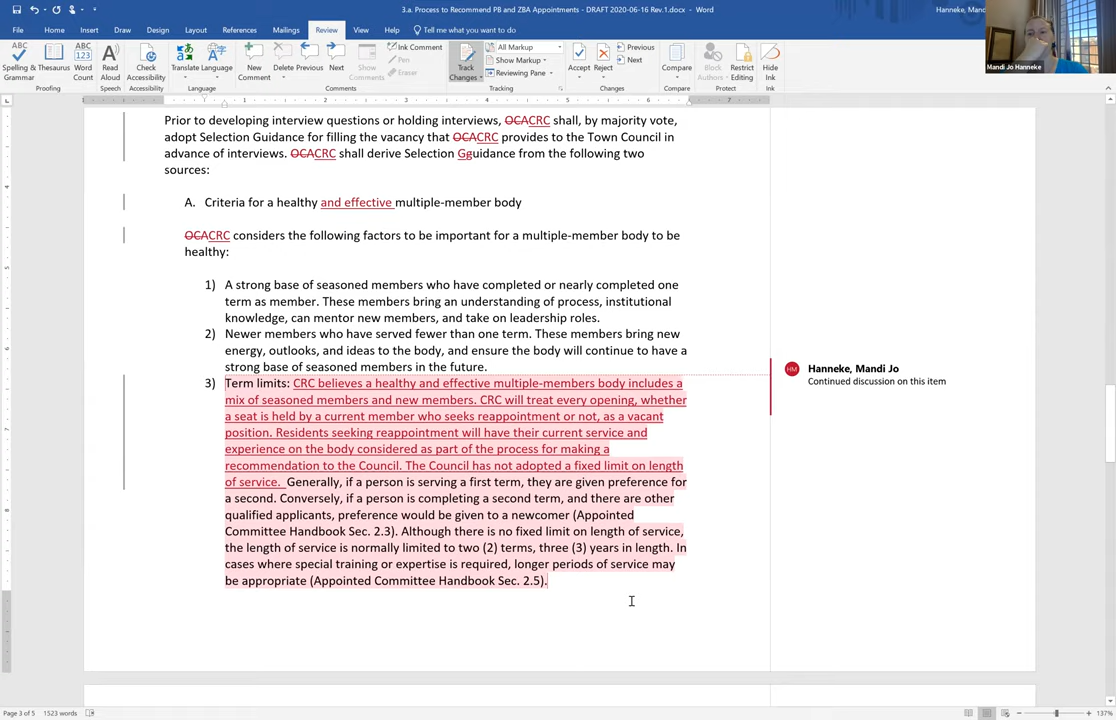 3.a. Process to Recommend PB and ZBA Appointments - DRAFT 2020-06-16 Rev.1.docx - Word
Hanneke, Mand
File Home Insert Draw Design Layout References Mailings Review View Help Tell me what you want to do
Spelling & Grammar Thesaurus Word Count Read Aloud Check Accessibility Translate Language New Comment Delete Previous Next Show Comments Ink Comment Pen Eraser Track Changes All Markup Show Markup Reviewing Pane Accept Reject Previous Next Compare Block Authors Restrict Editing Hide Ink
Proofing Speech Accessibility Language Comments Tracking Changes Compare Protect Ink
Mandi Jo Hanneke
Prior to developing interview questions or holding interviews, OCACRC shall, by majority vote,
adopt Selection Guidance for filling the vacancy that OCACRC provides to the Town Council in
advance of interviews. OCACRC shall derive Selection Gguidance from the following two
sources:
A. Criteria for a healthy and effective multiple-member body
OCACRC considers the following factors to be important for a multiple-member body to be
healthy:
1) A strong base of seasoned members who have completed or nearly completed one
term as member. These members bring an understanding of process, institutional
knowledge, can mentor new members, and take on leadership roles.
2) Newer members who have served fewer than one term. These members bring new
energy, outlooks, and ideas to the body, and ensure the body will continue to have a
strong base of seasoned members in the future.
3) Term limits: CRC believes a healthy and effective multiple-members body includes a
mix of seasoned members and new members. CRC will treat every opening, whether
a seat is held by a current member who seeks reappointment or not, as a vacant
position. Residents seeking reappointment will have their current service and
experience on the body considered as part of the process for making a
recommendation to the Council. The Council has not adopted a fixed limit on length
of service. Generally, if a person is serving a first term, they are given preference for
a second. Conversely, if a person is completing a second term, and there are other
qualified applicants, preference would be given to a newcomer (Appointed
Committee Handbook Sec. 2.3). Although there is no fixed limit on length of service,
the length of service is normally limited to two (2) terms, three (3) years in length. In
cases where special training or expertise is required, longer periods of service may
be appropriate (Appointed Committee Handbook Sec. 2.5).
HM Hanneke, Mandi Jo
Continued discussion on this item
Page 3 of 5 1523 words
137%